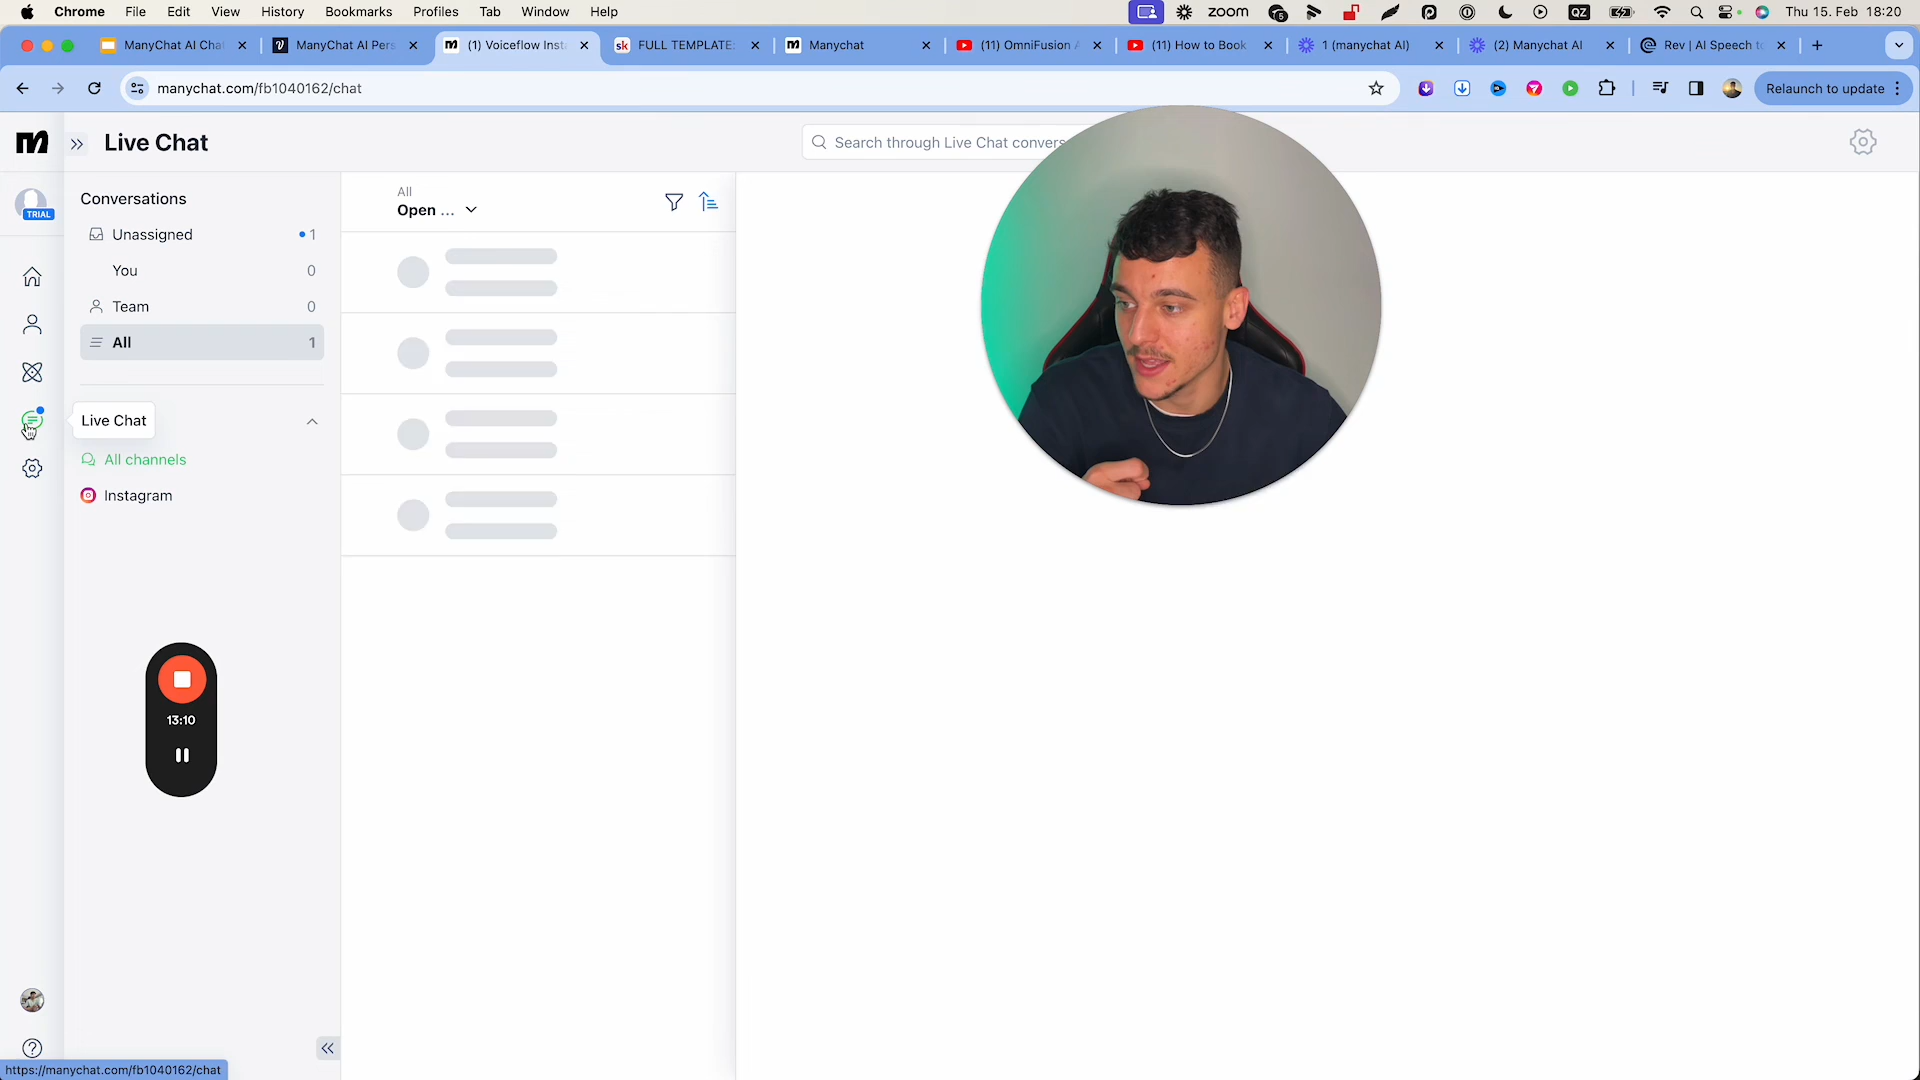 Chrome File Edit View History Bookmarks Profiles Tab Window Help zoom 5 QZ Thu 15. Feb 18:20
ManyChat AI Cha ManyChat AI Pers (1) Voiceflow Inst FULL TEMPLATE: Manychat (11) OmniFusion A (11) How to Book 1 (manychat AI) (2) Manychat AI Rev | AI Speech to
manychat.com/fb1040162/chat Relaunch to update
Live Chat Search through Live Chat convers
TRIAL
Conversations
Unassigned 1
You 0
Team 0
All 1
Live Chat
All channels
Instagram
All
Open ...
13:10
https://manychat.com/fb1040162/chat